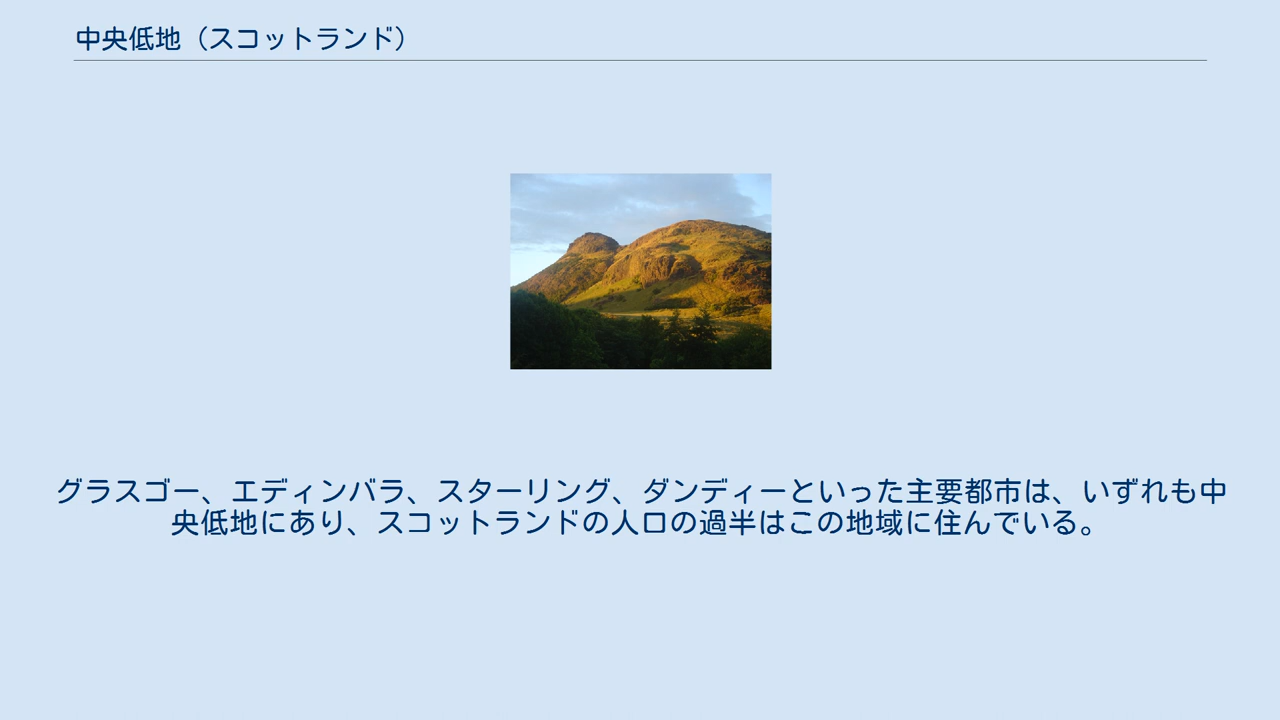 中央低地（スコットランド）
グラスゴー、エディンバラ、スターリング、ダンディーといった主要都市は、いずれも中
央低地にあり、スコットランドの人口の過半はこの地域に住んでいる。